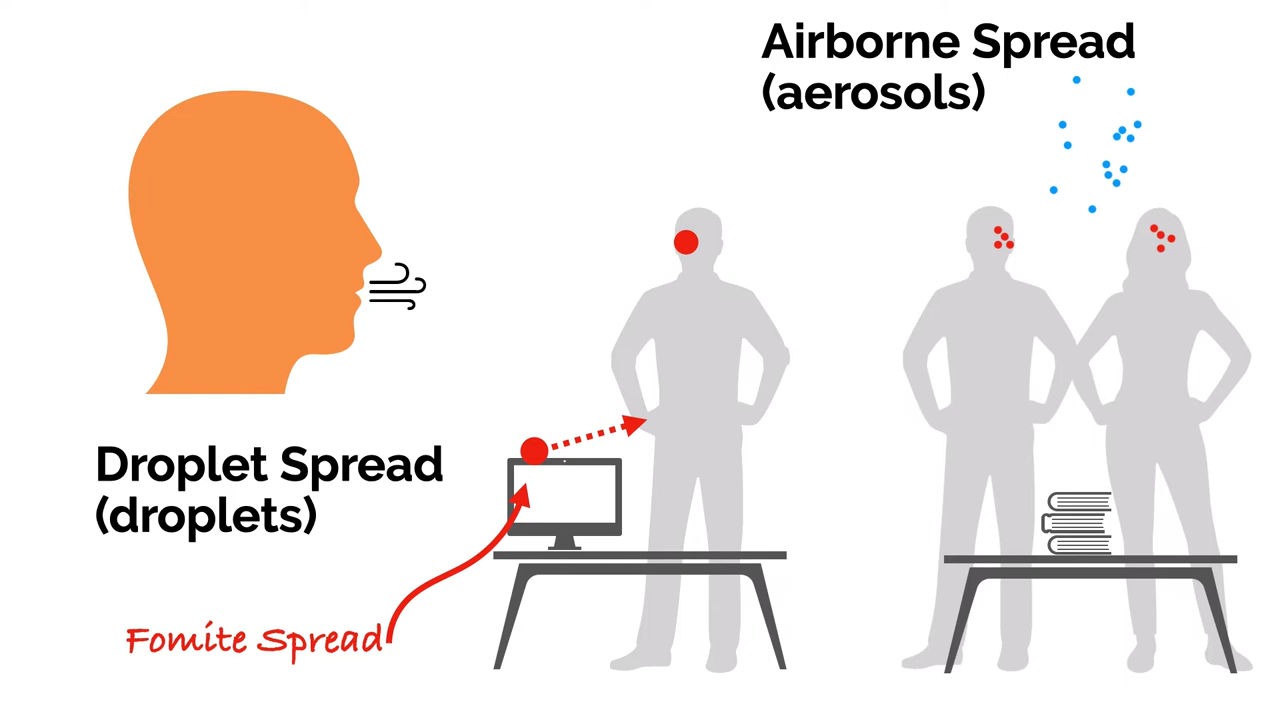 Airborne Spread
(aerosols)
Droplet Spread
(droplets)
Fomite Spread